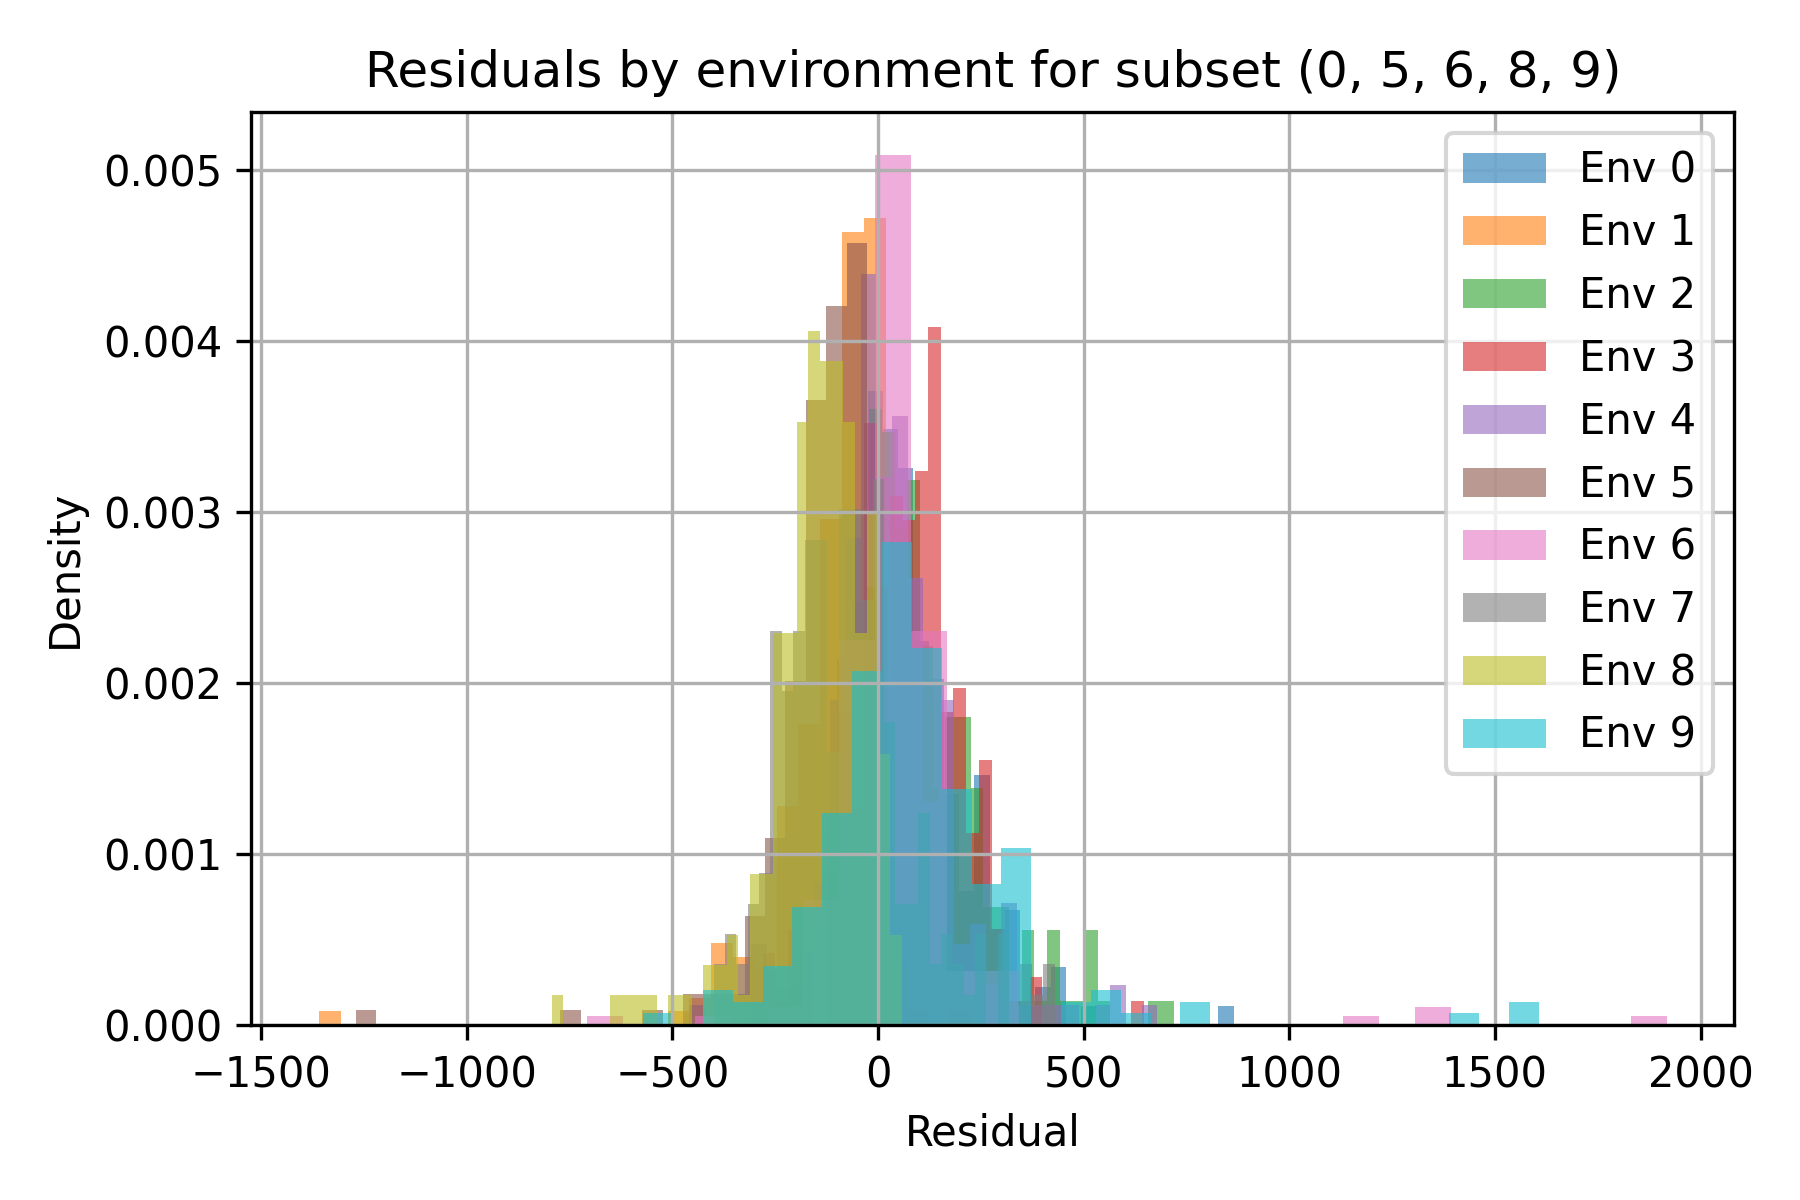 Residuals by environment for subset (0, 5, 6, 8, 9)
0.005
0.004
0.003
0.002
0.001
0.000
Density
−1500
−1000
−500
0
500
1000
1500
2000
Residual
Env 0
Env 1
Env 2
Env 3
Env 4
Env 5
Env 6
Env 7
Env 8
Env 9